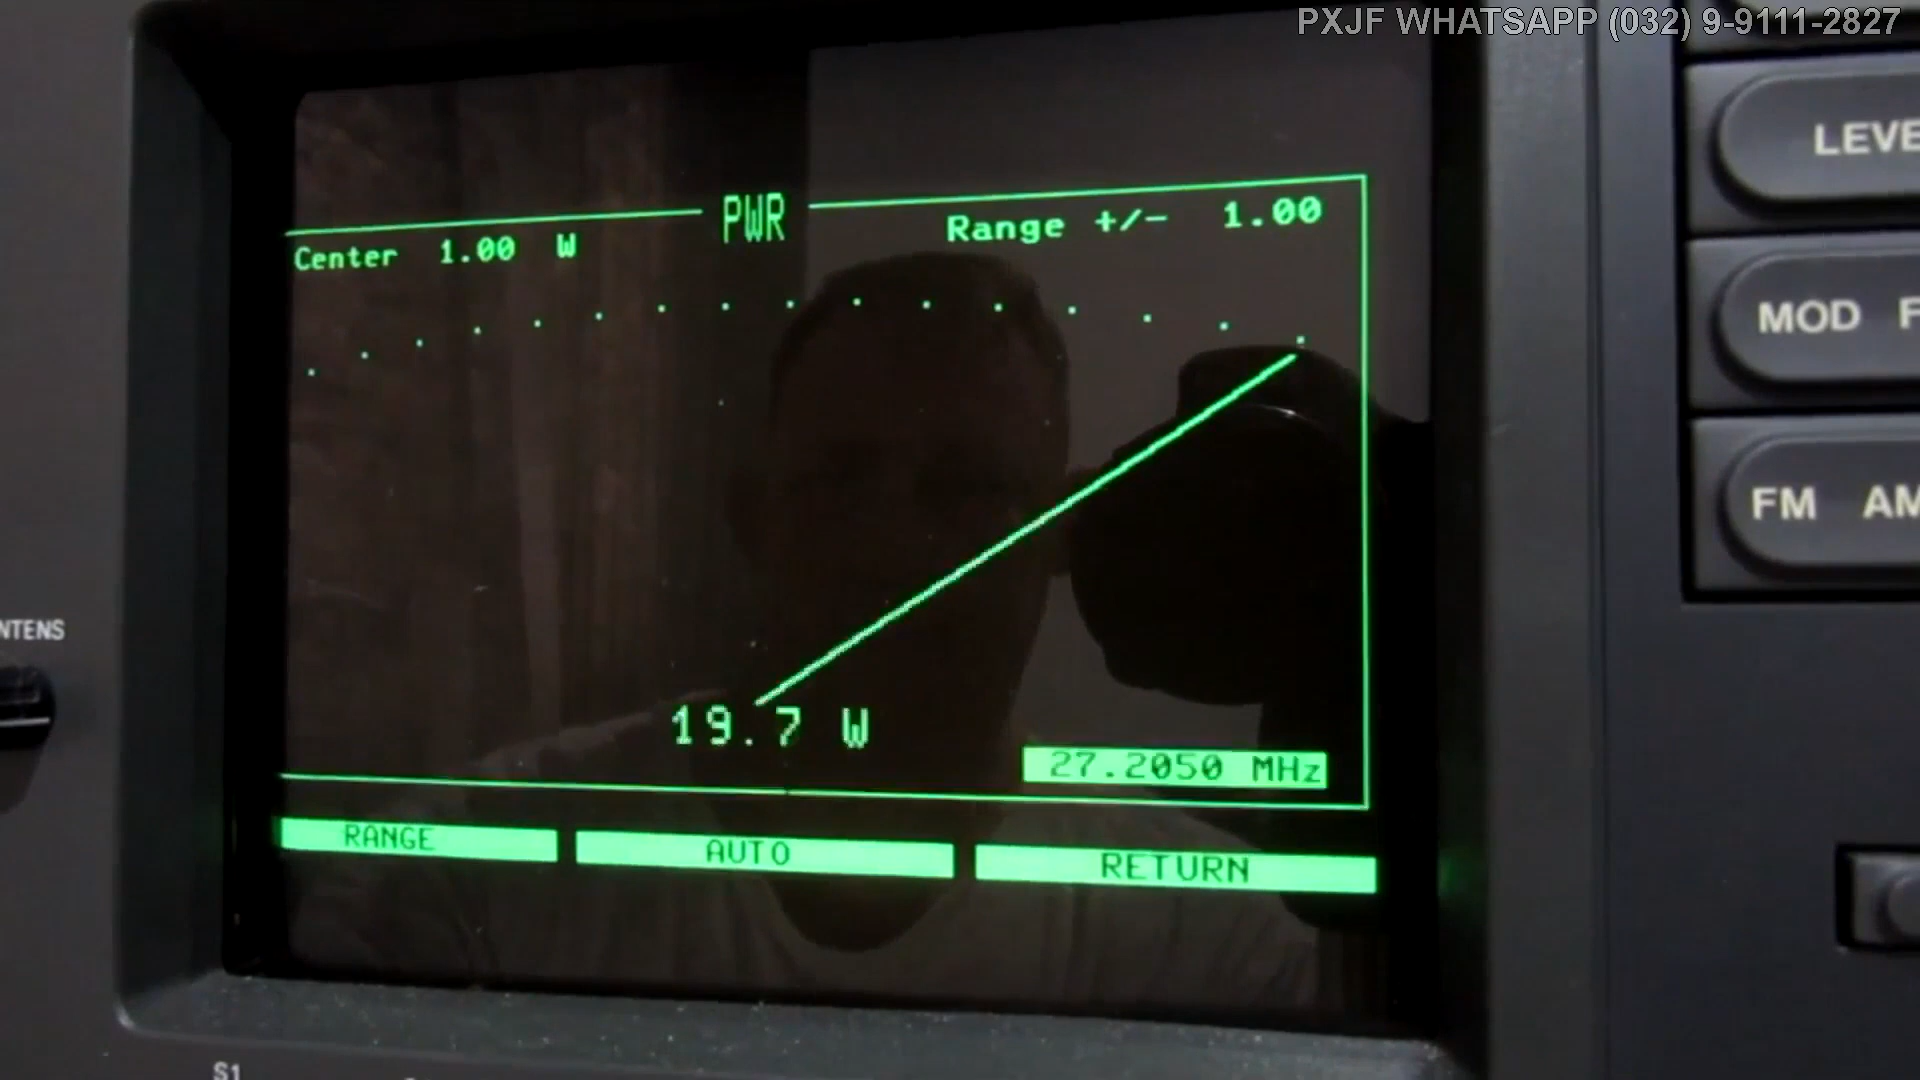 PXJF WHATSAPP (032) 9-9111-2827
LEVE
PWR
Center 1.00 W
Range +/- 1.00
MOD F
FM AM
NTENS
19.7 W
27.2050 MHz
RANGE
AUTO
RETURN
S1